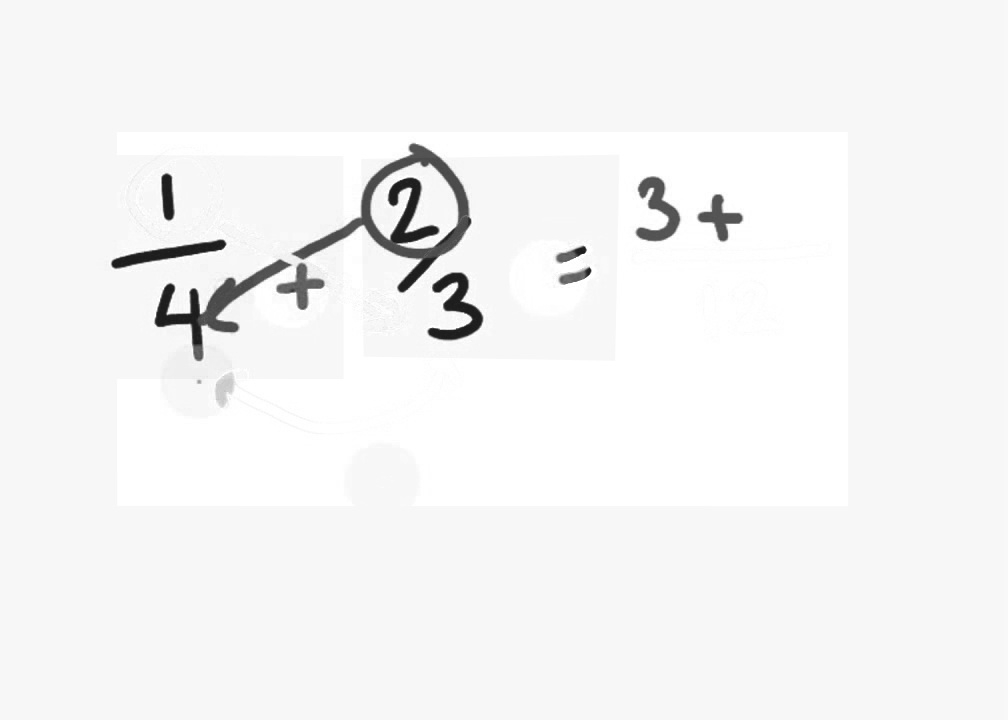 1/4 + 2/3 = 3 +